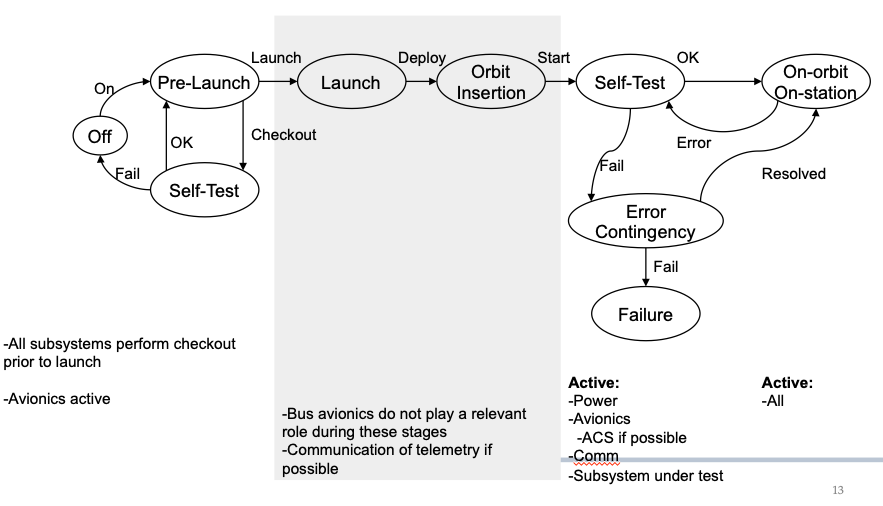 Launch
Deploy
Start
OK
On
Pre-Launch
Launch
Orbit
Insertion
Self-Test
On-orbit
On-station
Off
OK
Checkout
Error
Fail
Fail
Resolved
Self-Test
Error
Contingency
Fail
Failure
-All subsystems perform checkout
prior to launch
-Avionics active
-Bus avionics do not play a relevant
role during these stages
-Communication of telemetry if
possible
Active:
-Power
-Avionics
-ACS if possible
-Comm
-Subsystem under test
Active:
-All
13